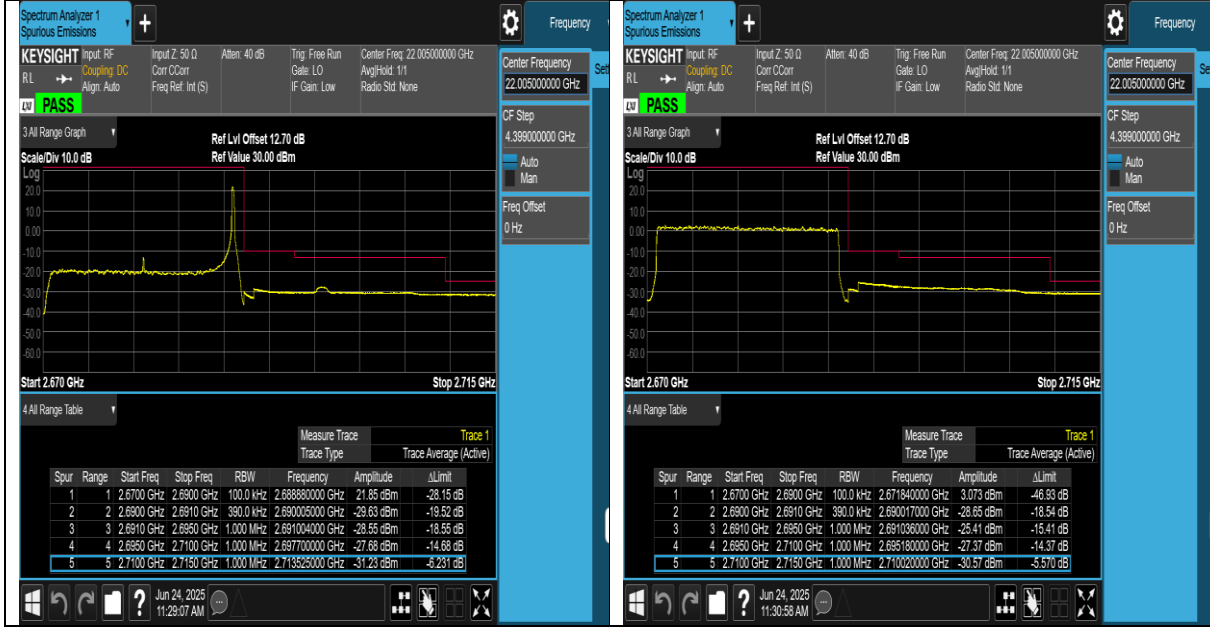 Spectrum Analyzer 1
Spurious Emissions
+
Frequency
KEYSIGHT Input: RF Input Z: 50 Ω Atten: 40 dB Trig: Free Run Center Freq: 22.005000000 GHz
RL Coupling: DC Corr CCorr Gate: LO Avg|Hold: 1/1
Align: Auto Freq Ref: Int (S) IF Gain: Low Radio Std: None
LXI PASS
Center Frequency
22.005000000 GHz
Sett
CF Step
4.399000000 GHz
Auto
Man
Freq Offset
0 Hz
3 All Range Graph
Ref Lvl Offset 12.70 dB
Scale/Div 10.0 dB Ref Value 30.00 dBm
Log
20.0
10.0
0.00
-10.0
-20.0
-30.0
-40.0
-50.0
-60.0
Start 2.670 GHz Stop 2.715 GHz
4 All Range Table
Measure Trace Trace 1
Trace Type Trace Average (Active)
Spur Range Start Freq Stop Freq RBW Frequency Amplitude ΔLimit
1 1 2.6700 GHz 2.6900 GHz 100.0 kHz 2.688880000 GHz 21.85 dBm -28.15 dB
2 2 2.6900 GHz 2.6910 GHz 390.0 kHz 2.690005000 GHz -29.63 dBm -19.52 dB
3 3 2.6910 GHz 2.6950 GHz 1.000 MHz 2.691004000 GHz -28.55 dBm -18.55 dB
4 4 2.6950 GHz 2.7100 GHz 1.000 MHz 2.697700000 GHz -27.68 dBm -14.68 dB
5 5 2.7100 GHz 2.7150 GHz 1.000 MHz 2.713525000 GHz -31.23 dBm -6.231 dB
?
Jun 24, 2025
11:29:07 AM
Spectrum Analyzer 1
Spurious Emissions
+
Frequency
KEYSIGHT Input: RF Input Z: 50 Ω Atten: 40 dB Trig: Free Run Center Freq: 22.005000000 GHz
RL Coupling: DC Corr CCorr Gate: LO Avg|Hold: 1/1
Align: Auto Freq Ref: Int (S) IF Gain: Low Radio Std: None
LXI PASS
Center Frequency
22.005000000 GHz
Se
CF Step
4.399000000 GHz
Auto
Man
Freq Offset
0 Hz
3 All Range Graph
Ref Lvl Offset 12.70 dB
Scale/Div 10.0 dB Ref Value 30.00 dBm
Log
20.0
10.0
0.00
-10.0
-20.0
-30.0
-40.0
-50.0
-60.0
Start 2.670 GHz Stop 2.715 GHz
4 All Range Table
Measure Trace Trace 1
Trace Type Trace Average (Active)
Spur Range Start Freq Stop Freq RBW Frequency Amplitude ΔLimit
1 1 2.6700 GHz 2.6900 GHz 100.0 kHz 2.671840000 GHz 3.073 dBm -46.93 dB
2 2 2.6900 GHz 2.6910 GHz 390.0 kHz 2.690017000 GHz -28.65 dBm -18.54 dB
3 3 2.6910 GHz 2.6950 GHz 1.000 MHz 2.691036000 GHz -25.41 dBm -15.41 dB
4 4 2.6950 GHz 2.7100 GHz 1.000 MHz 2.695180000 GHz -27.37 dBm -14.37 dB
5 5 2.7100 GHz 2.7150 GHz 1.000 MHz 2.710020000 GHz -30.57 dBm -5.570 dB
?
Jun 24, 2025
11:30:58 AM